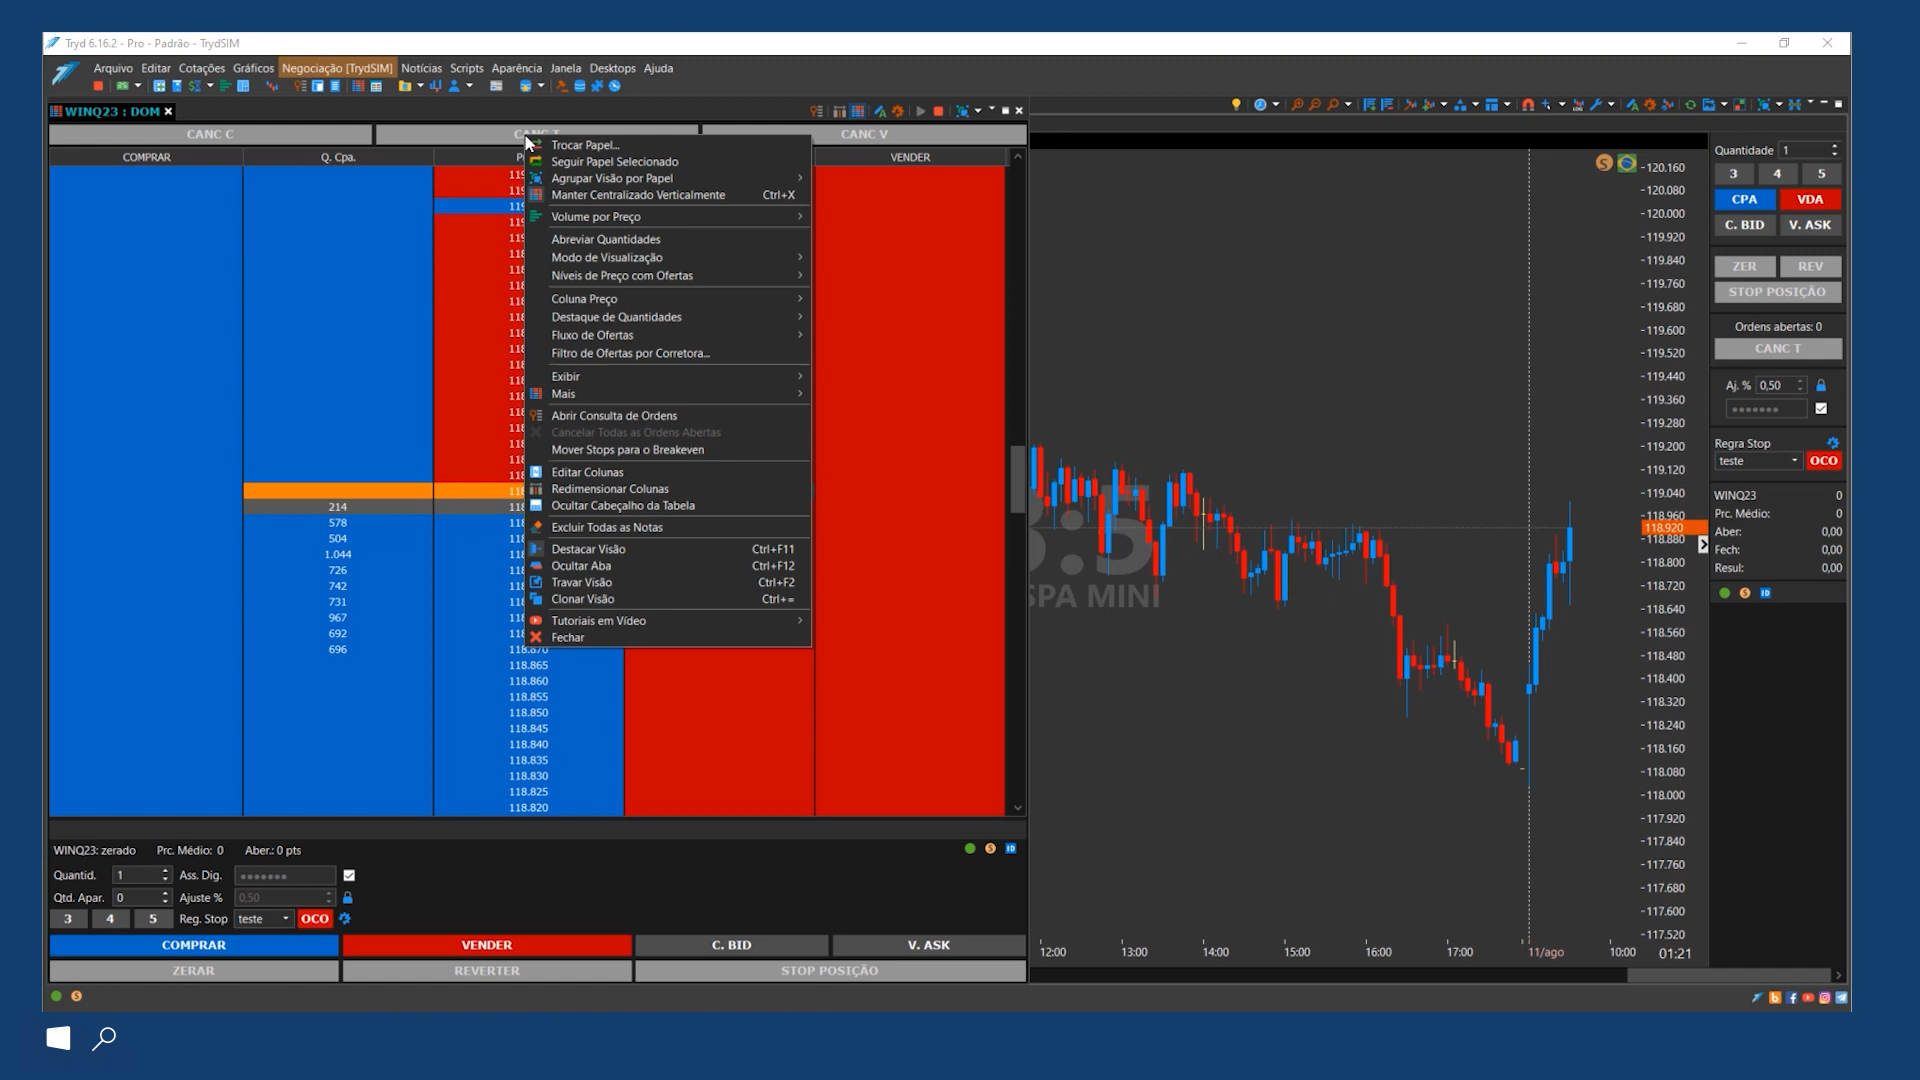 Tryd 6.16.2 - Pro - Padrão - TrydSIM
Arquivo Editar Cotações Gráficos Negociação [TrydSIM] Notícias Scripts Aparência Janela Desktops Ajuda
WINQ23 : DOM
CANC C
CANC V
COMPRAR Q. Cpa. VENDER
Trocar Papel...
Seguir Papel Selecionado
Agrupar Visão por Papel
Manter Centralizado Verticalmente Ctrl+X
Volume por Preço
Abreviar Quantidades
Modo de Visualização
Níveis de Preço com Ofertas
Coluna Preço
Destaque de Quantidades
Fluxo de Ofertas
Filtro de Ofertas por Corretora...
Exibir
Mais
Abrir Consulta de Ordens
Cancelar Todas as Ordens Abertas
Mover Stops para o Breakeven
Editar Colunas
Redimensionar Colunas
Ocultar Cabeçalho da Tabela
Excluir Todas as Notas
Destacar Visão Ctrl+F11
Ocultar Aba Ctrl+F12
Travar Visão Ctrl+F2
Clonar Visão Ctrl+=
Tutoriais em Vídeo
Fechar
214
578
504
1.044
726
742
731
967
692
696
118.870
118.865
118.860
118.855
118.850
118.845
118.840
118.835
118.830
118.825
118.820
WINQ23: zerado Prc. Médio: 0 Aber.: 0 pts
Quantid. 1 Ass. Dig.
Qtd. Apar. 0 Ajuste % 0,50
3 4 5 Reg. Stop teste OCO
COMPRAR VENDER C. BID V. ASK
ZERAR REVERTER STOP POSIÇÃO
120.160
120.080
120.000
119.920
119.840
119.760
119.680
119.600
119.520
119.440
119.360
119.280
119.200
119.120
119.040
118.960
118.920
118.880
118.800
118.720
118.640
118.560
118.480
118.400
118.320
118.240
118.160
118.080
118.000
117.920
117.840
117.760
117.680
117.600
117.520
SPA MINI
12:00 13:00 14:00 15:00 16:00 17:00 11/ago 10:00 01:21
Quantidade 1
3 4 5
CPA VDA
C. BID V. ASK
ZER REV
STOP POSIÇÃO
Ordens abertas: 0
CANC T
Aj. % 0,50
Regra Stop
teste OCO
WINQ23 0
Prc. Médio: 0
Aber: 0,00
Fech: 0,00
Resul: 0,00